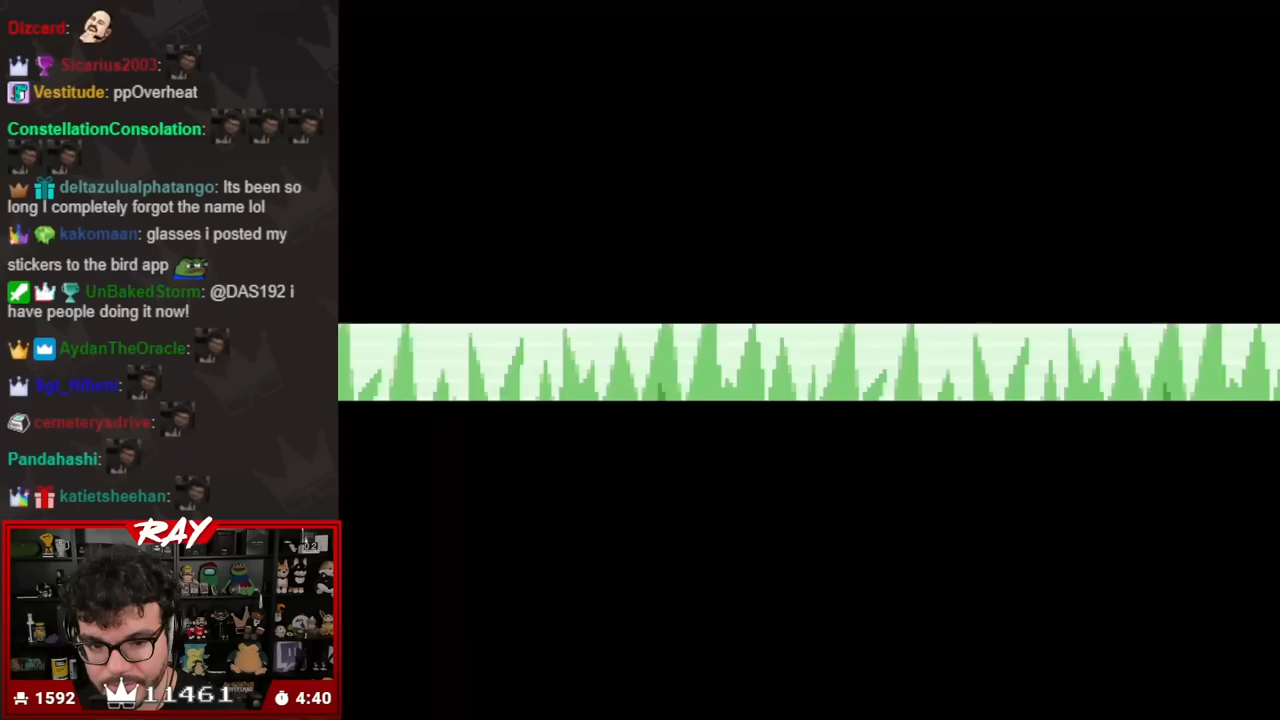 Dizcard:
Sicarius2003:
Vestitude: ppOverheat
ConstellationConsolation:
deltazulualphatango: Its been so
long I completely forgot the name lol
kakomaan: glasses i posted my
stickers to the bird app
UnBakedStorm: @DAS192 i
have people doing it now!
AydanTheOracle:
Sgt_Hifumi:
cemeterysdrive:
Pandahashi:
katietsheehan:
RAY
1592
11461
4:40